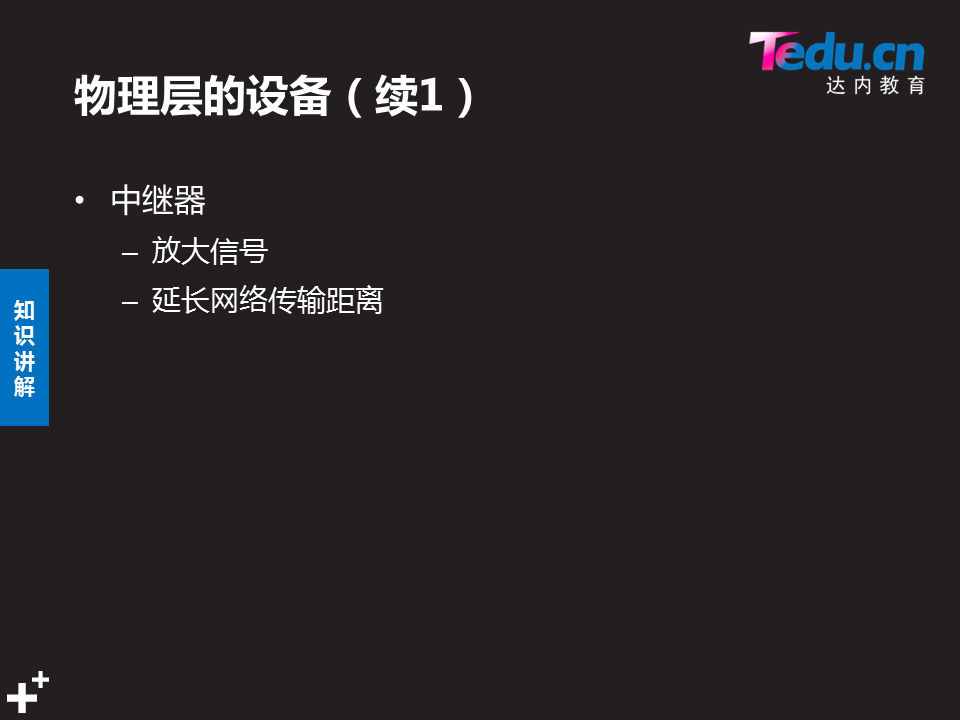 Tedu.cn
达内教育
物理层的设备（续1）
• 中继器
– 放大信号
– 延长网络传输距离
知
识
讲
解